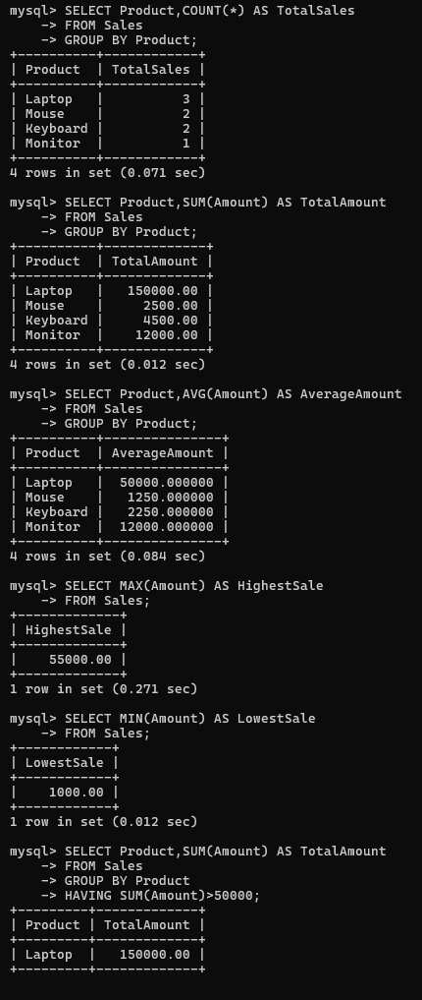 mysql> SELECT Product,COUNT(*) AS TotalSales
    -> FROM Sales
    -> GROUP BY Product;
+----------+------------+
| Product  | TotalSales |
+----------+------------+
| Laptop   |          3 |
| Mouse    |          2 |
| Keyboard |          2 |
| Monitor  |          1 |
+----------+------------+
4 rows in set (0.071 sec)

mysql> SELECT Product,SUM(Amount) AS TotalAmount
    -> FROM Sales
    -> GROUP BY Product;
+----------+-------------+
| Product  | TotalAmount |
+----------+-------------+
| Laptop   |   150000.00 |
| Mouse    |     2500.00 |
| Keyboard |     4500.00 |
| Monitor  |    12000.00 |
+----------+-------------+
4 rows in set (0.012 sec)

mysql> SELECT Product,AVG(Amount) AS AverageAmount
    -> FROM Sales
    -> GROUP BY Product;
+----------+---------------+
| Product  | AverageAmount |
+----------+---------------+
| Laptop   |  50000.000000 |
| Mouse    |   1250.000000 |
| Keyboard |   2250.000000 |
| Monitor  |  12000.000000 |
+----------+---------------+
4 rows in set (0.084 sec)

mysql> SELECT MAX(Amount) AS HighestSale
    -> FROM Sales;
+-------------+
| HighestSale |
+-------------+
|    55000.00 |
+-------------+
1 row in set (0.271 sec)

mysql> SELECT MIN(Amount) AS LowestSale
    -> FROM Sales;
+------------+
| LowestSale |
+------------+
|    1000.00 |
+------------+
1 row in set (0.012 sec)

mysql> SELECT Product,SUM(Amount) AS TotalAmount
    -> FROM Sales
    -> GROUP BY Product
    -> HAVING SUM(Amount)>50000;
+---------+-------------+
| Product | TotalAmount |
+---------+-------------+
| Laptop  |   150000.00 |
+---------+-------------+